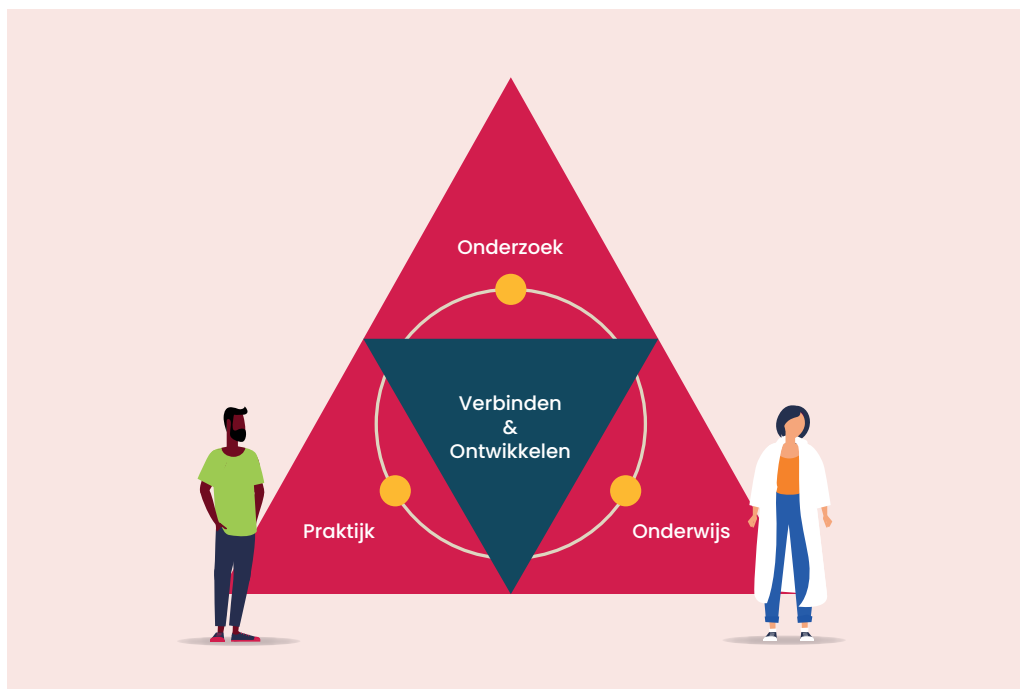 Onderzoek
Verbinden
&
Ontwikkelen
Praktijk
Onderwijs